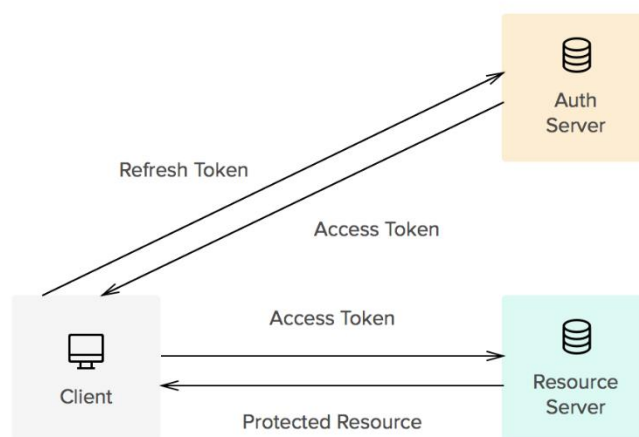 Auth
Server
Refresh Token
Access Token
Access Token
Client
Resource
Server
Protected Resource